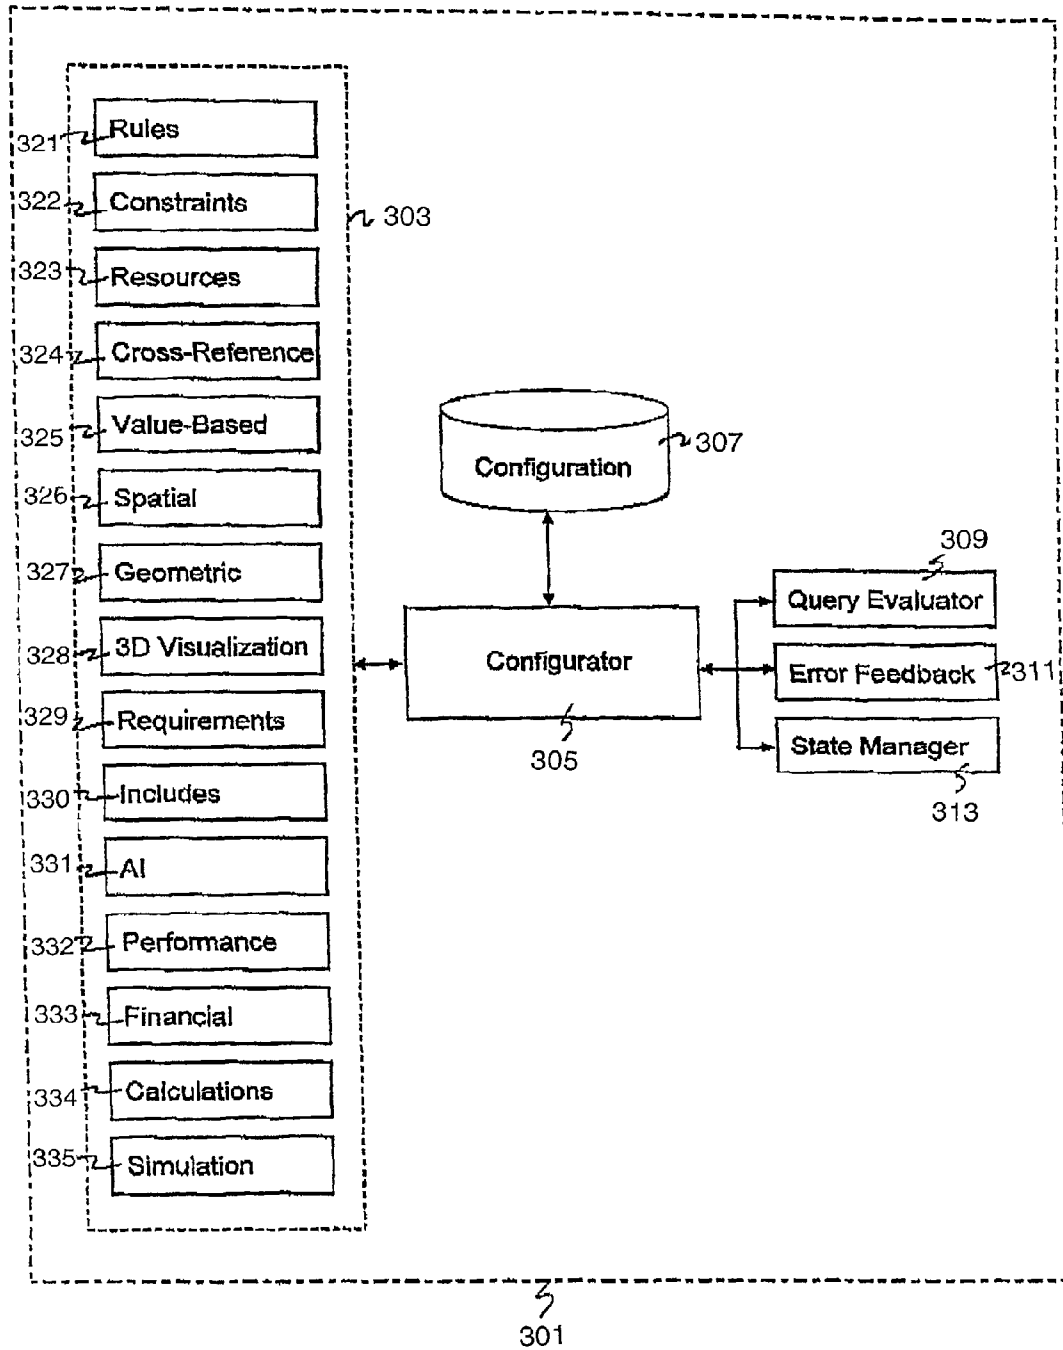 321 Rules
322 Constraints
303
323 Resources
324 Cross-Reference
325 Value-Based
307
Configuration
326 Spatial
309
327 Geometric
Query Evaluator
328 3D Visualization
Configurator
Error Feedback 311
329 Requirements
State Manager
305
330 Includes
313
331 AI
332 Performance
333 Financial
334 Calculations
335 Simulation
301